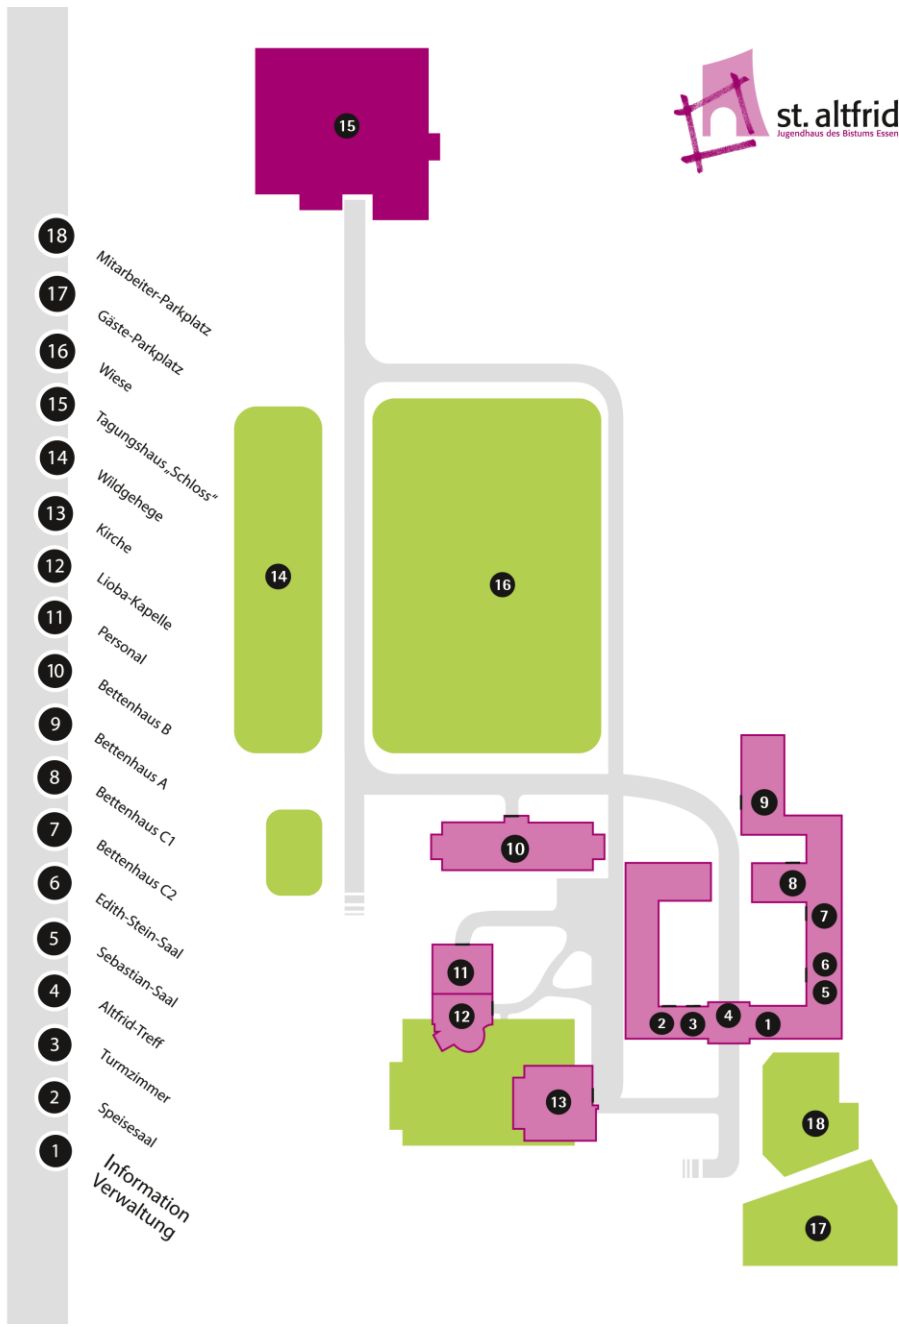 st. altfrid
Jugendhaus des Bistums Essen
15
18 Mitarbeiter-Parkplatz
17 Gäste-Parkplatz
16 Wiese
15 Tagungshaus „Schloss“
14 Wildgehege
13 Kirche
12 Lioba-Kapelle
11 Personal
10 Bettenhaus B
9 Bettenhaus A
8 Bettenhaus C1
7 Bettenhaus C2
6 Edith-Stein-Saal
5 Sebastian-Saal
4 Altfrid-Treff
3 Turmzimmer
2 Speisesaal
1 Information
Verwaltung
14
16
9
10
8
7
6
5
11
12
2
3
4
1
13
18
17